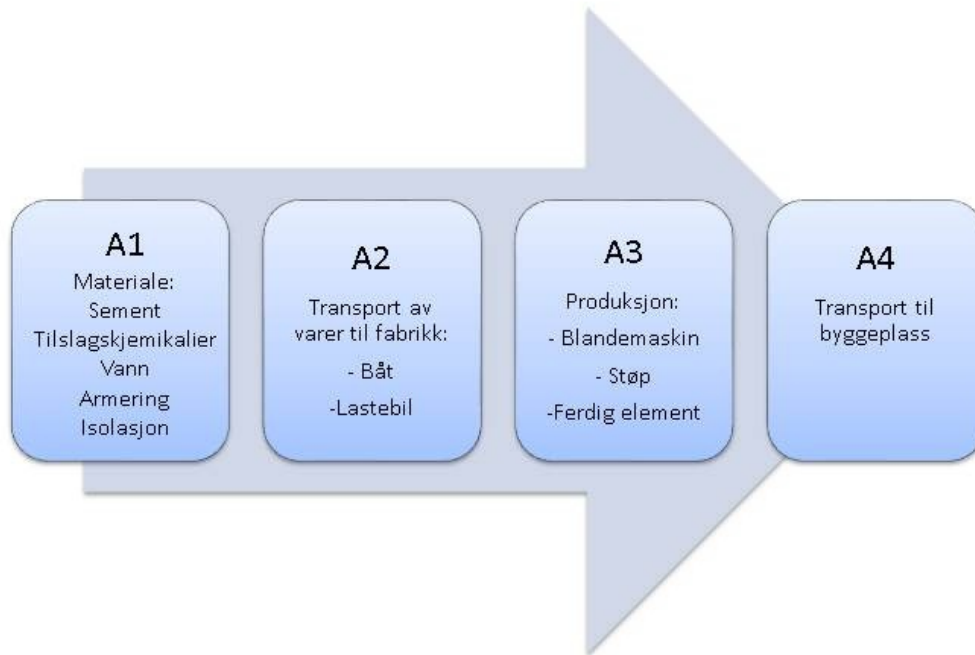 A1
Materiale:
Sement
Tilslagskjemikalier
Vann
Armering
Isolasjon
A2
Transport av
varer til fabrikk:
- Båt
-Lastebil
A3
Produksjon:
- Blandemaskin
- Støp
-Ferdig element
A4
Transport til
byggeplass